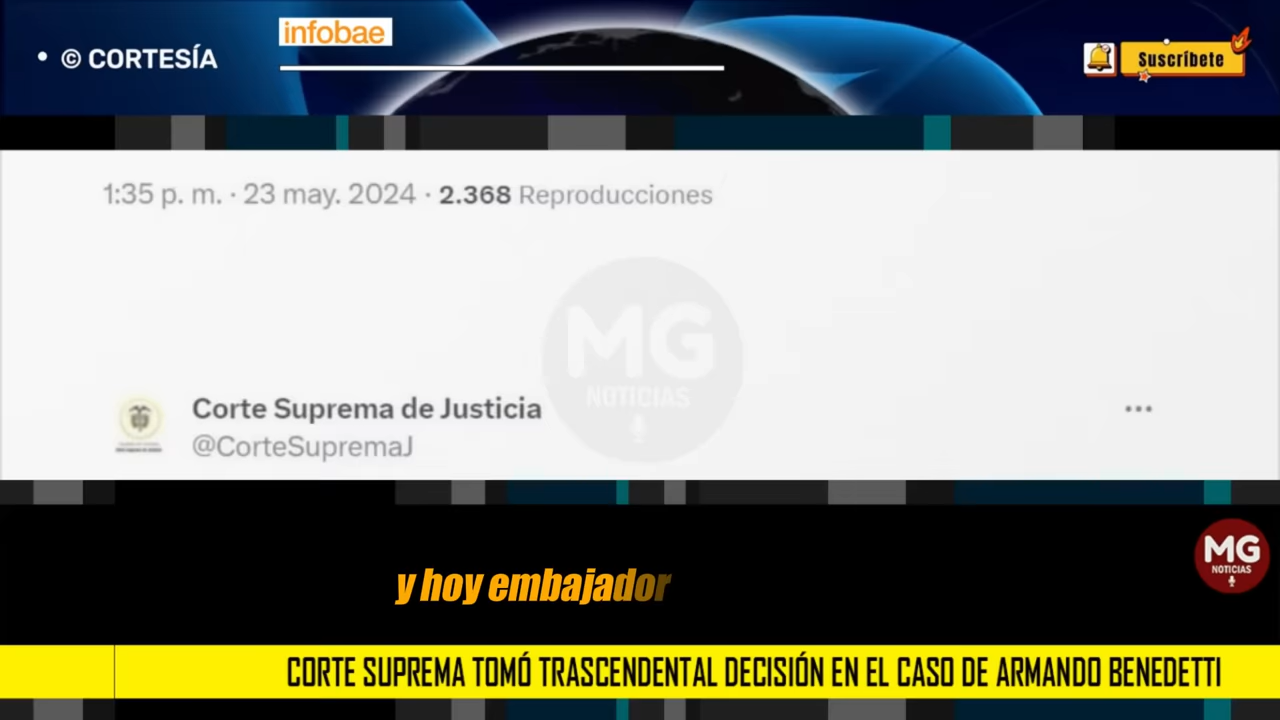 infobae
• © CORTESÍA
Suscríbete
1:35 p. m. · 23 may. 2024 · 2.368 Reproducciones
MG
NOTICIAS
Corte Suprema de Justicia
@CorteSupremaJ
MG
NOTICIAS
y hoy embajador
CORTE SUPREMA TOMÓ TRASCENDENTAL DECISIÓN EN EL CASO DE ARMANDO BENEDETTI